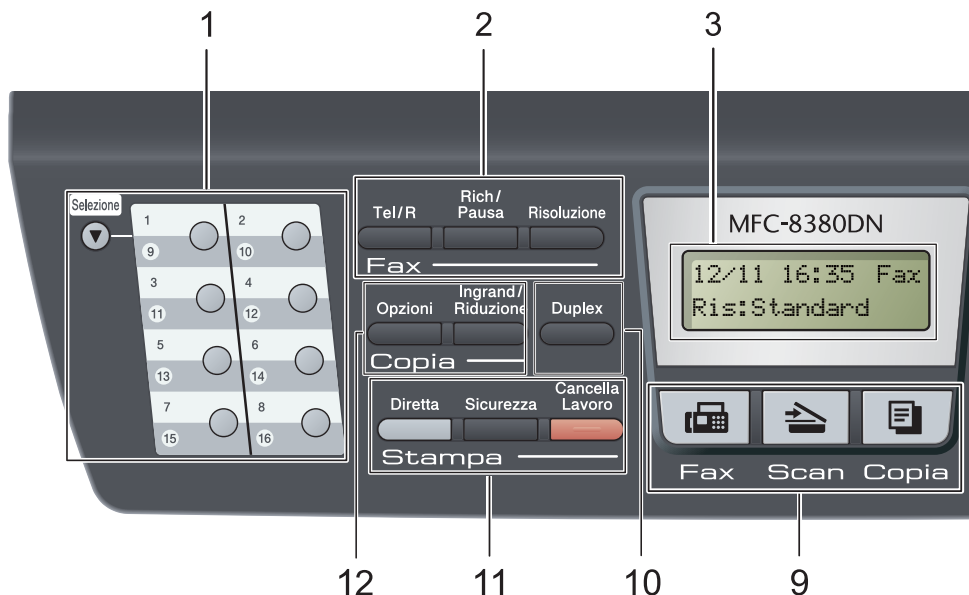 1
2
3
Selezione
1 2
9 10
3 4
11 12
5 6
13 14
7 8
15 16
Tel/R
Rich/
Pausa
Risoluzione
Fax
Opzioni
Ingrand/
Riduzione
Copia
Duplex
Diretta
Sicurezza
Cancella
Lavoro
Stampa
MFC-8380DN
12/11 16:35 Fax
Ris:Standard
Fax
Scan
Copia
12
11
10
9